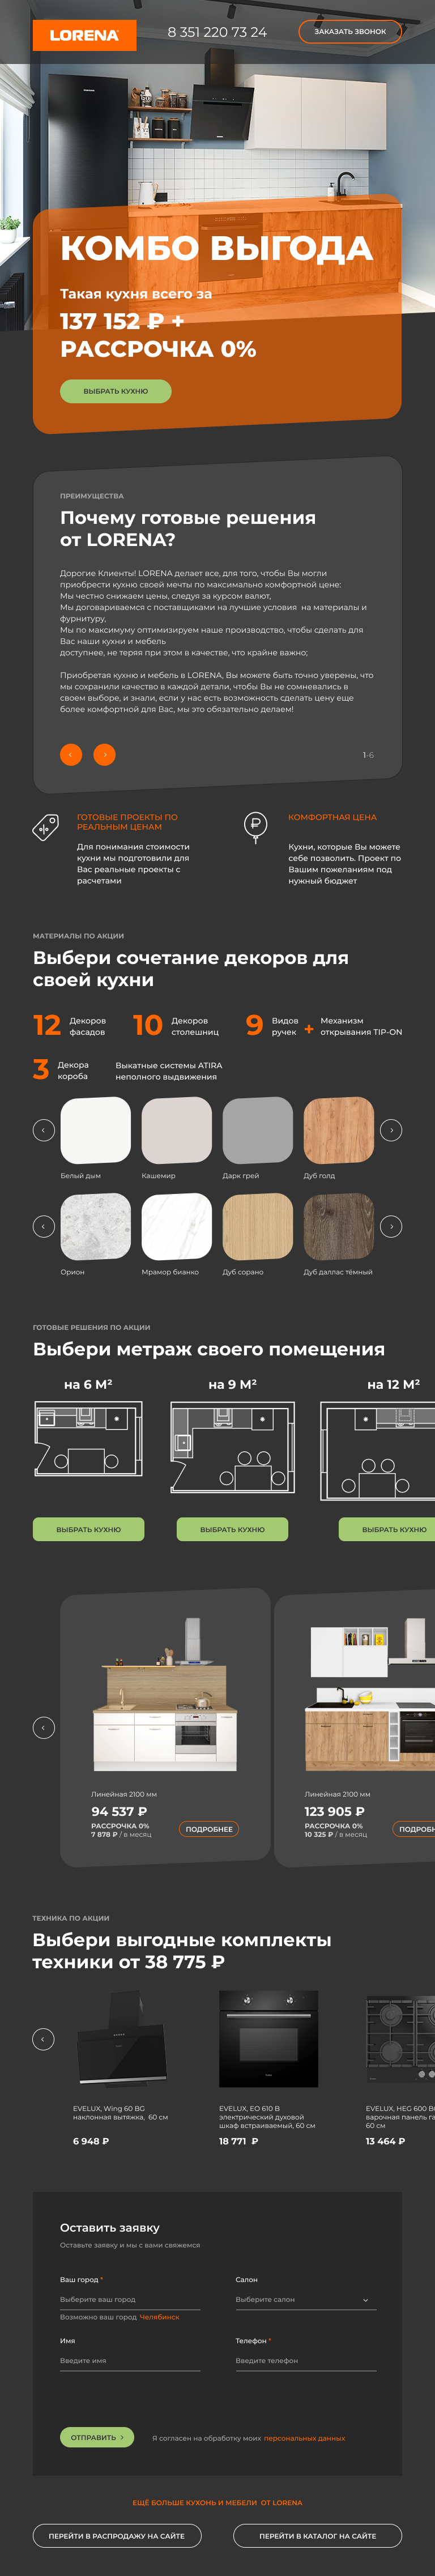 LORENA
8 351 220 73 24
ЗАКАЗАТЬ ЗВОНОК
КОМБО ВЫГОДА
Такая кухня всего за
137 152 ₽ +
РАССРОЧКА 0%
ВЫБРАТЬ КУХНЮ
ПРЕИМУЩЕСТВА
Почему готовые решения
от LORENA?
Дорогие Клиенты! LORENA делает все, для того, чтобы Вы могли
приобрести кухню своей мечты по максимально комфортной цене:
Мы честно снижаем цены, следуя за курсом валют,
Мы договариваемся с поставщиками на лучшие условия на материалы и
фурнитуру,
Мы по максимуму оптимизируем наше производство, чтобы сделать для
Вас наши кухни и мебель
доступнее, не теряя при этом в качестве, что крайне важно;
Приобретая кухню и мебель в LORENA, Вы можете быть точно уверены, что
мы сохранили качество в каждой детали, чтобы Вы не сомневались в
своем выборе, и знали, если у нас есть возможность сделать цену еще
более комфортной для Вас, мы это обязательно делаем!
1-6
ГОТОВЫЕ ПРОЕКТЫ ПО
РЕАЛЬНЫМ ЦЕНАМ
Для понимания стоимости
кухни мы подготовили для
Вас реальные проекты с
расчетами
КОМФОРТНАЯ ЦЕНА
Кухни, которые Вы можете
себе позволить. Проект по
Вашим пожеланиям под
нужный бюджет
МАТЕРИАЛЫ ПО АКЦИИ
Выбери сочетание декоров для
своей кухни
12 Декоров фасадов
10 Декоров столешниц
9 Видов ручек
+ Механизм открывания TIP-ON
3 Декора короба
Выкатные системы ATIRA
неполного выдвижения
Белый дым
Кашемир
Дарк грей
Дуб голд
Орион
Мрамор бианко
Дуб сорано
Дуб даллас тёмный
ГОТОВЫЕ РЕШЕНИЯ ПО АКЦИИ
Выбери метраж своего помещения
на 6 М²
на 9 М²
на 12 М²
ВЫБРАТЬ КУХНЮ
ВЫБРАТЬ КУХНЮ
ВЫБРАТЬ КУХНЮ
Линейная 2100 мм
94 537 ₽
РАССРОЧКА 0%
7 878 ₽ / в месяц
ПОДРОБНЕЕ
Линейная 2100 мм
123 905 ₽
РАССРОЧКА 0%
10 325 ₽ / в месяц
ПОДРОБН
ТЕХНИКА ПО АКЦИИ
Выбери выгодные комплекты
техники от 38 775 ₽
EVELUX, Wing 60 BG
наклонная вытяжка, 60 см
6 948 ₽
EVELUX, EO 610 B
электрический духовой
шкаф встраиваемый, 60 см
18 771 ₽
EVELUX, HEG 600 B
варочная панель га
60 см
13 464 ₽
Оставить заявку
Оставьте заявку и мы с вами свяжемся
Ваш город *
Выберите ваш город
Возможно ваш город Челябинск
Салон
Выберите салон
Имя
Введите имя
Телефон *
Введите телефон
ОТПРАВИТЬ
Я согласен на обработку моих персональных данных
ЕЩЁ БОЛЬШЕ КУХОНЬ И МЕБЕЛИ ОТ LORENA
ПЕРЕЙТИ В РАСПРОДАЖУ НА САЙТЕ
ПЕРЕЙТИ В КАТАЛОГ НА САЙТЕ